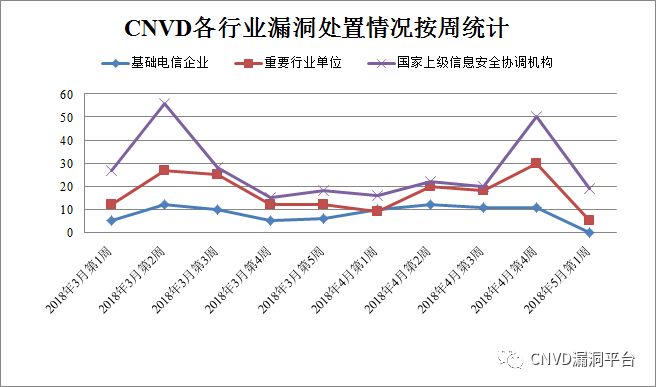 CNVD各行业漏洞处置情况按周统计
基础电信企业 重要行业单位 国家上级信息安全协调机构
60
50
40
30
20
10
0
2018年3月第1周
2018年3月第2周
2018年3月第3周
2018年3月第4周
2018年3月第5周
2018年4月第1周
2018年4月第2周
2018年4月第3周
2018年4月第4周
2018年5月第1周
CNVD漏洞平台